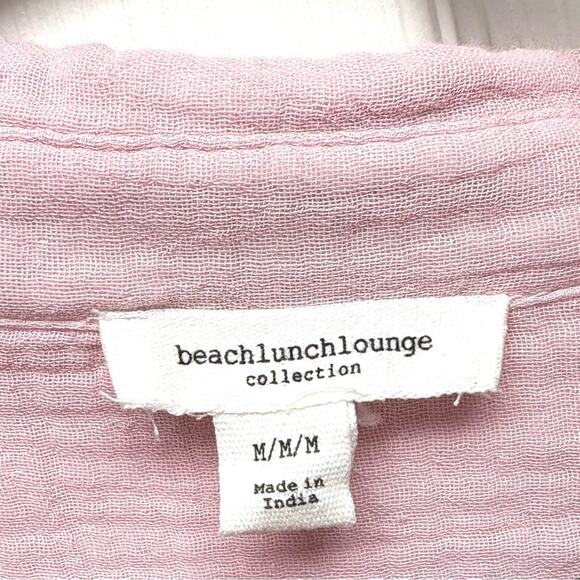 beachlunchlounge
collection
M/M/M
Made in
India